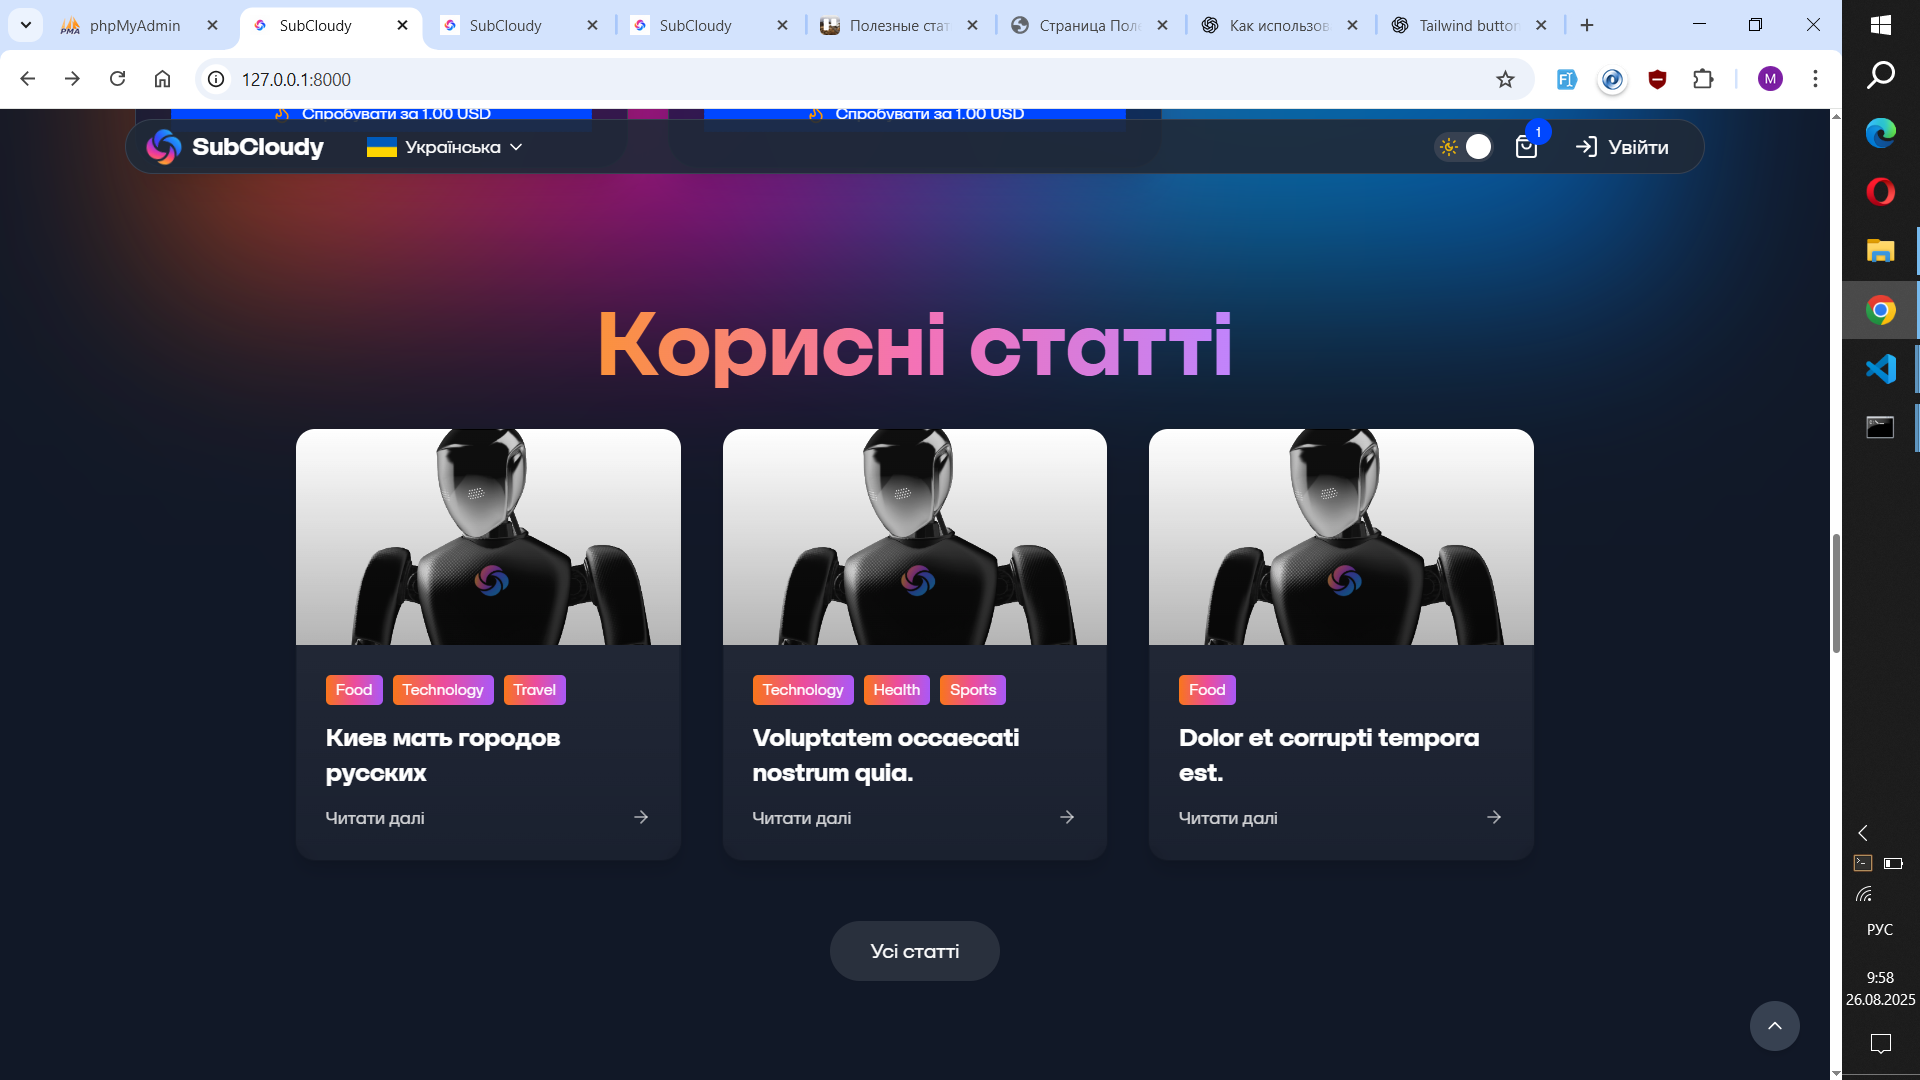 phpMyAdmin
SubCloudy
SubCloudy
SubCloudy
Полезные стат
Страница Пол
Как использов
Tailwind button
127.0.0.1:8000
M
Спробувати за 1.00 USD
Спробувати за 1.00 USD
SubCloudy
Українська
1
Увійти
Корисні статті
Food Technology Travel
Киев мать городов
русских
Читати далі
Technology Health Sports
Voluptatem occaecati
nostrum quia.
Читати далі
Food
Dolor et corrupti tempora
est.
Читати далі
Усі статті
РУС
9:58
26.08.2025